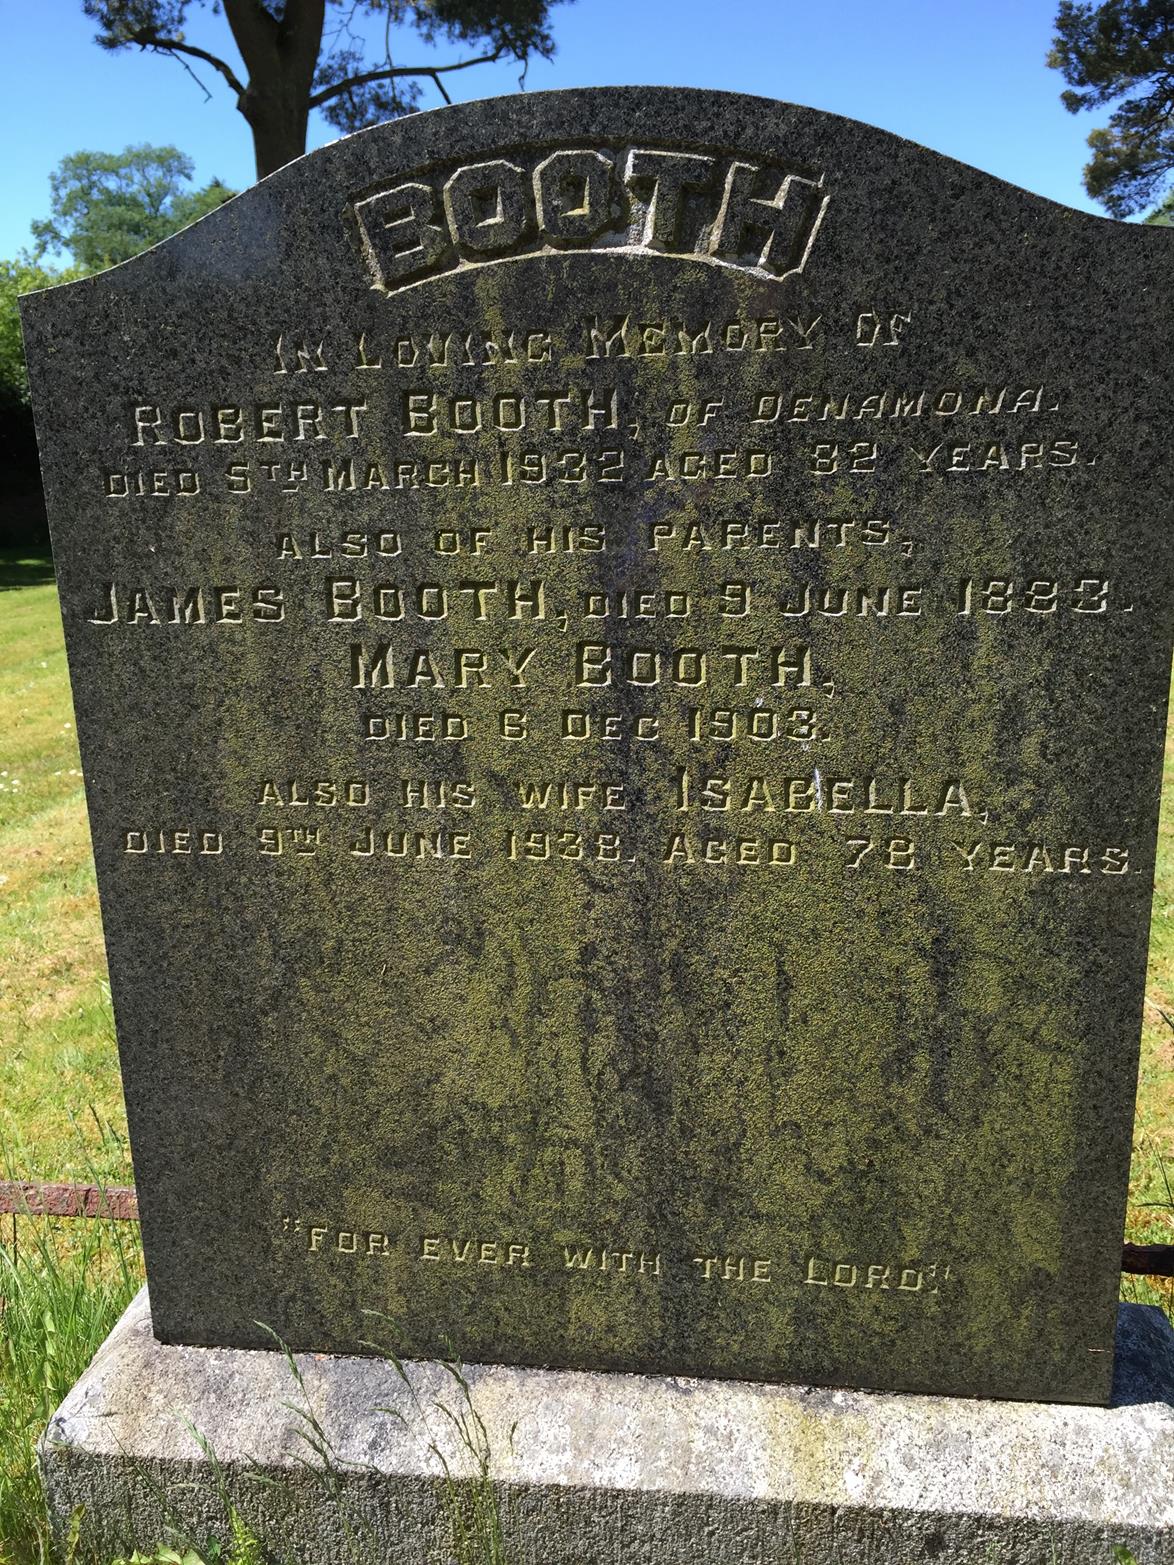 BOOTH
IN LOVING MEMORY OF
ROBERT BOOTH, OF DENAMONA.
DIED 5TH MARCH 1932 AGED 82 YEARS.
ALSO OF HIS PARENTS,
JAMES BOOTH, DIED 9 JUNE 1883.
MARY BOOTH,
DIED 6 DEC 1903.
ALSO HIS WIFE ISABELLA,
DIED 9TH JUNE 1938. AGED 78 YEARS.
"FOR EVER WITH THE LORD"